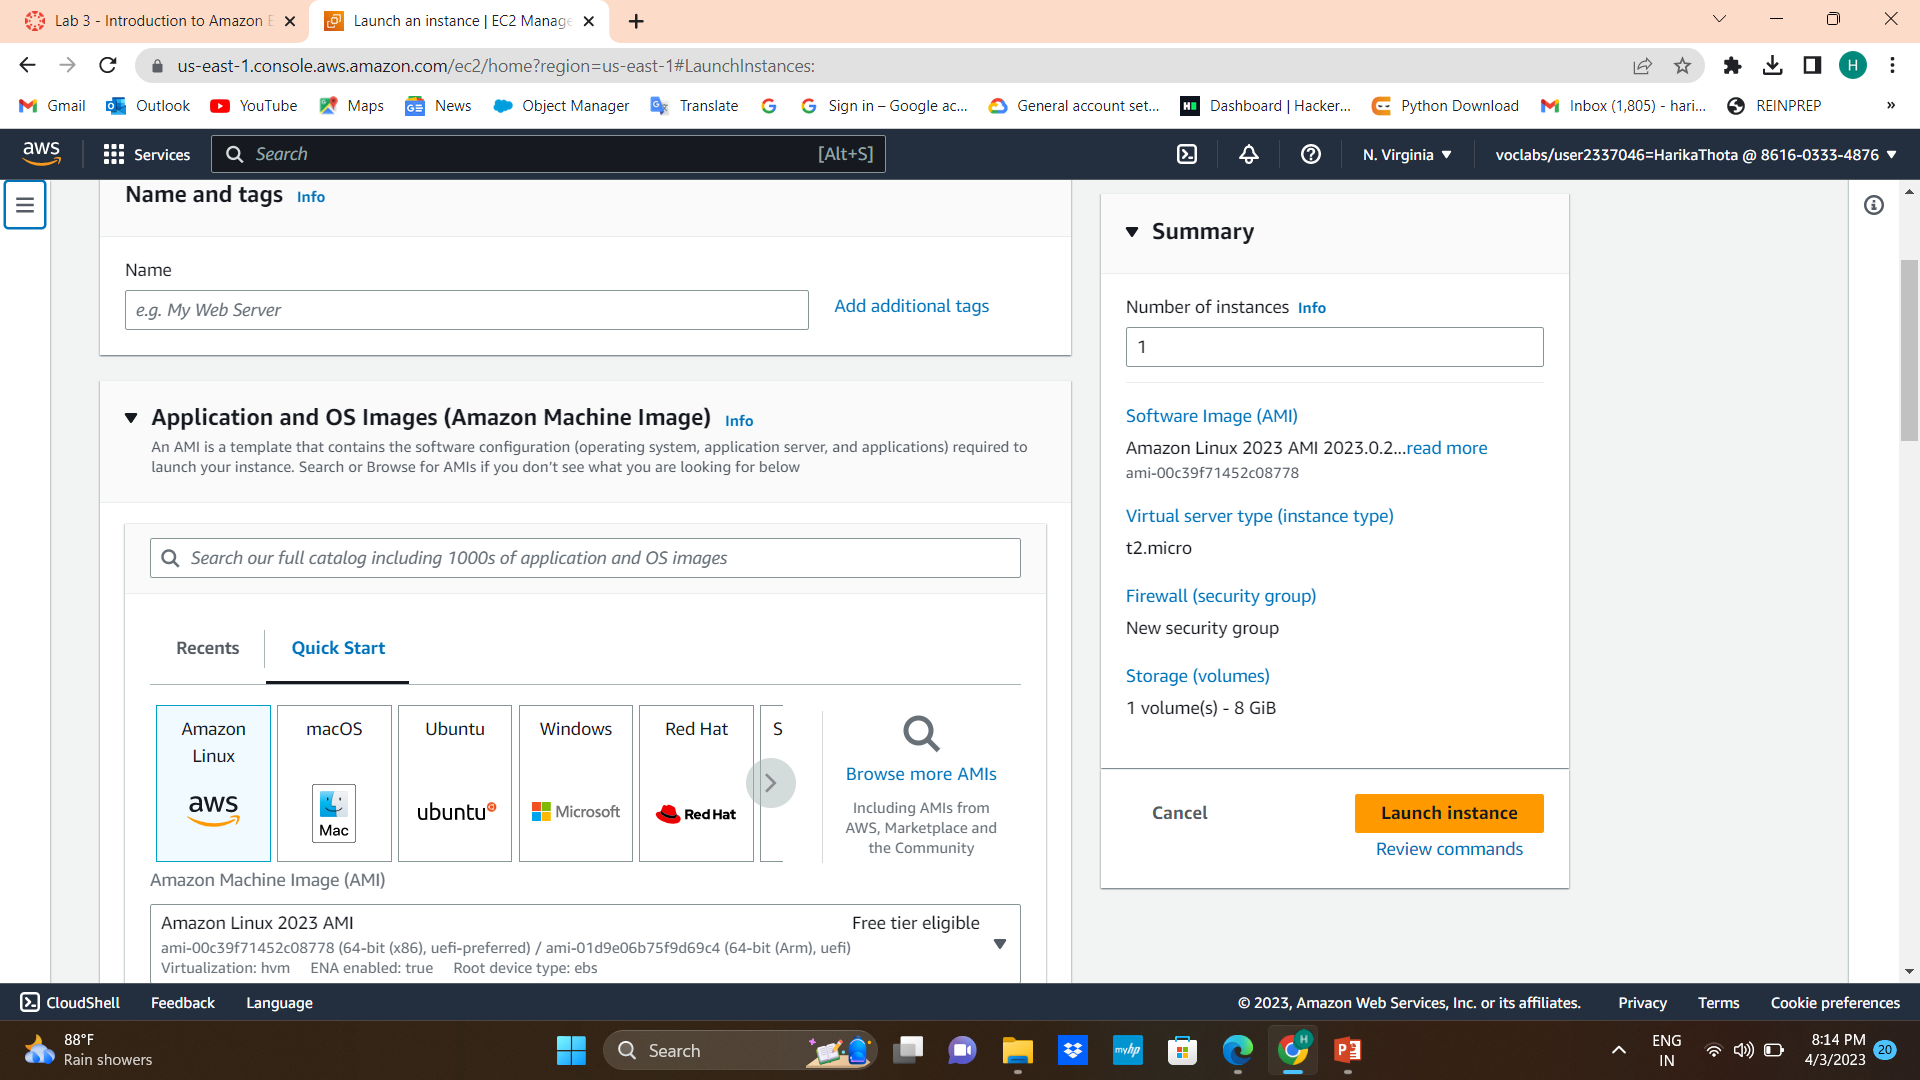 Lab 3 - Introduction to Amazon E
Launch an instance | EC2 Manage
us-east-1.console.aws.amazon.com/ec2/home?region=us-east-1#LaunchInstances:
H
Gmail
Outlook
YouTube
Maps
News
Object Manager
Translate
Sign in – Google ac...
General account set...
Dashboard | Hacker...
Python Download
Inbox (1,805) - hari...
REINPREP
»
aws
Services
Search
[Alt+S]
N. Virginia
voclabs/user2337046=HarikaThota @ 8616-0333-4876
Name and tags Info
Name
e.g. My Web Server
Add additional tags
Application and OS Images (Amazon Machine Image) Info
An AMI is a template that contains the software configuration (operating system, application server, and applications) required to
launch your instance. Search or Browse for AMIs if you don't see what you are looking for below
Search our full catalog including 1000s of application and OS images
Recents
Quick Start
Amazon
Linux
aws
macOS
Mac
Ubuntu
ubuntu
Windows
Microsoft
Red Hat
Red Hat
S
Browse more AMIs
Including AMIs from
AWS, Marketplace and
the Community
Amazon Machine Image (AMI)
Amazon Linux 2023 AMI
Free tier eligible
ami-00c39f71452c08778 (64-bit (x86), uefi-preferred) / ami-01d9e06b75f9d69c4 (64-bit (Arm), uefi)
Virtualization: hvm ENA enabled: true Root device type: ebs
Summary
Number of instances Info
1
Software Image (AMI)
Amazon Linux 2023 AMI 2023.0.2...read more
ami-00c39f71452c08778
Virtual server type (instance type)
t2.micro
Firewall (security group)
New security group
Storage (volumes)
1 volume(s) - 8 GiB
Cancel
Launch instance
Review commands
CloudShell
Feedback
Language
© 2023, Amazon Web Services, Inc. or its affiliates.
Privacy
Terms
Cookie preferences
88°F
Rain showers
Search
myhp
H
P
ENG
IN
8:14 PM
4/3/2023
20